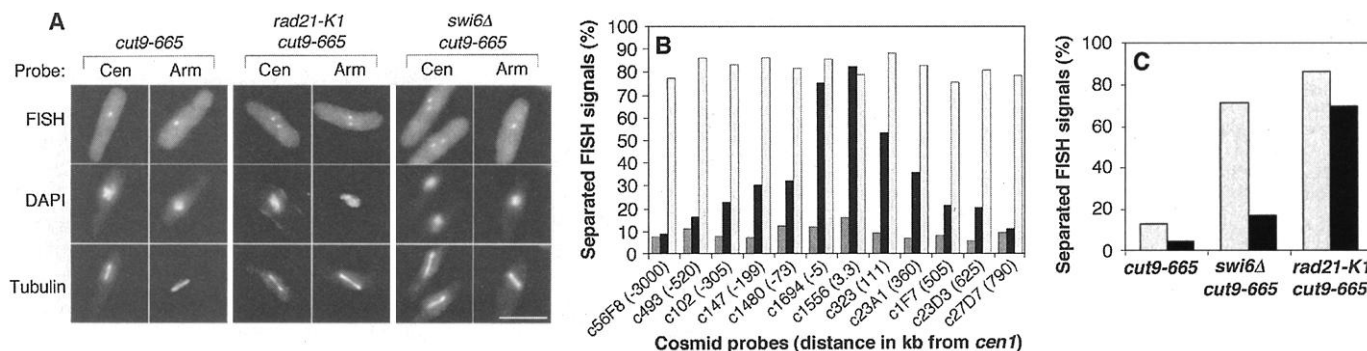 A
cut9-665
rad21-K1
cut9-665
swi6Δ
cut9-665
Probe:
Cen
Arm
Cen
Arm
Cen
Arm
FISH
DAPI
Tubulin
B
Separated FISH signals (%)
100
90
80
70
60
50
40
30
20
10
0
c56F8 (-3000)
c493 (-520)
c102 (-305)
c147 (-199)
c1480 (-73)
c1694 (-5)
c1556 (3.3)
c323 (111)
c23A1 (360)
c1F7 (505)
c23D3 (625)
c27D7 (790)
Cosmid probes (distance in kb from cen1)
C
Separated FISH signals (%)
100
80
60
40
20
0
cut9-665
swi6Δ
cut9-665
rad21-K1
cut9-665